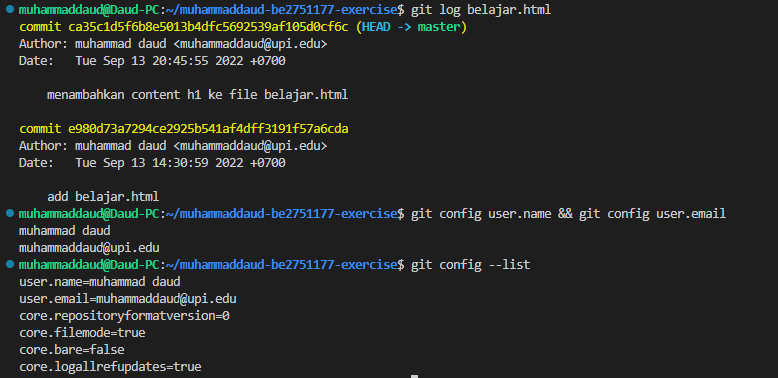 muhammaddaud@Daud-PC:~/muhammaddaud-be2751177-exercise$ git log belajar.html
commit ca35c1d5f6b8e5013b4dfc5692539af105d0cf6c (HEAD -> master)
Author: muhammad daud <muhammaddaud@upi.edu>
Date:   Tue Sep 13 20:45:55 2022 +0700
    menambahkan content h1 ke file belajar.html
commit e980d73a7294ce2925b541af4dff3191f57a6cda
Author: muhammad daud <muhammaddaud@upi.edu>
Date:   Tue Sep 13 14:30:59 2022 +0700
    add belajar.html
muhammaddaud@Daud-PC:~/muhammaddaud-be2751177-exercise$ git config user.name && git config user.email
muhammad daud
muhammaddaud@upi.edu
muhammaddaud@Daud-PC:~/muhammaddaud-be2751177-exercise$ git config --list
user.name=muhammad daud
user.email=muhammaddaud@upi.edu
core.repositoryformatversion=0
core.filemode=true
core.bare=false
core.logallrefupdates=true